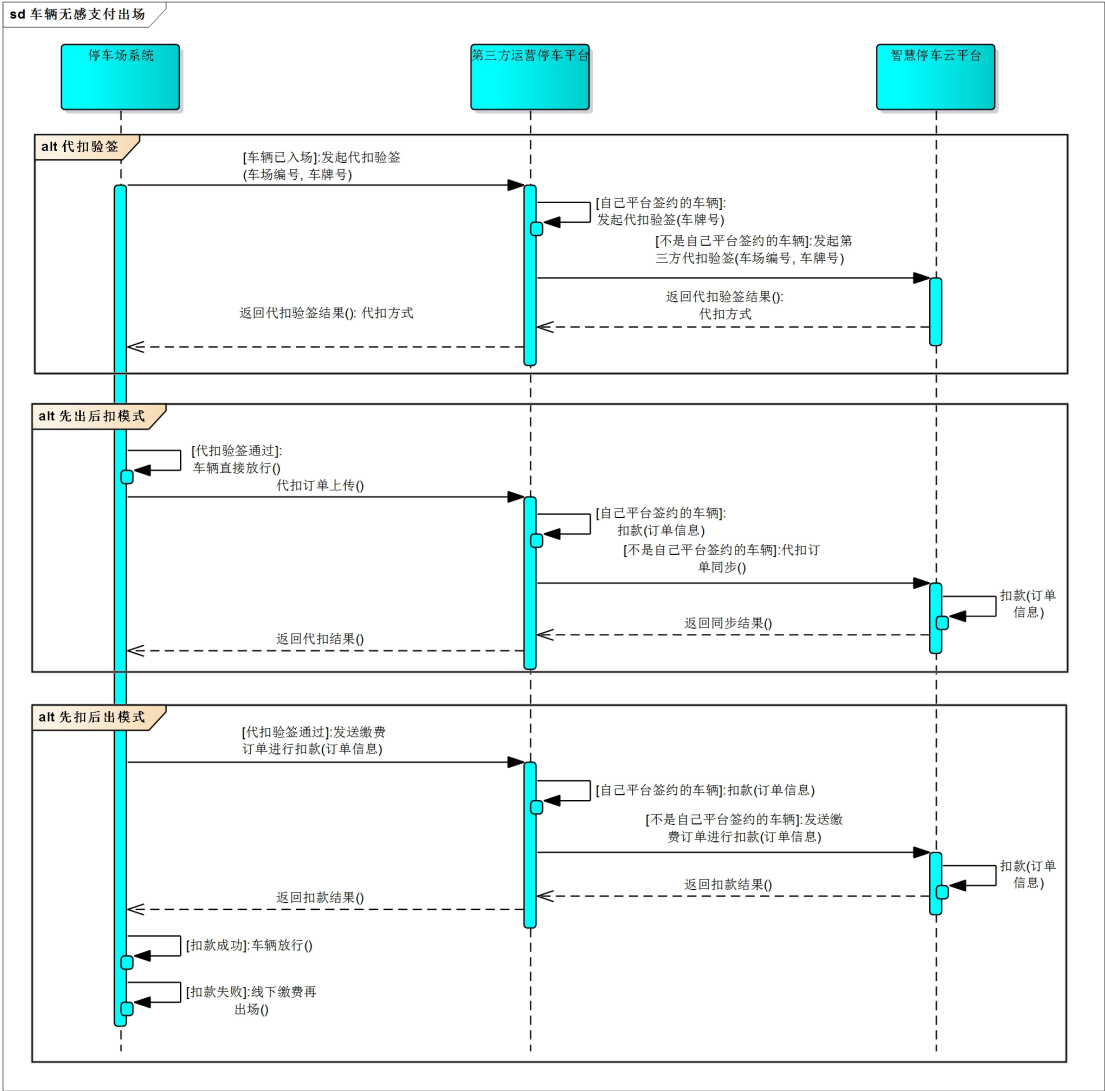 sd 车辆无感支付出场
停车场系统
第三方运营停车平台
智慧停车云平台
alt 代扣验签
[车辆已入场]:发起代扣验签
(车场编号, 车牌号)
[自己平台签约的车辆]:
发起代扣验签(车牌号)
[不是自己平台签约的车辆]:发起第
三方代扣验签(车场编号, 车牌号)
返回代扣验签结果():
代扣方式
返回代扣验签结果(): 代扣方式
alt 先出后扣模式
[代扣验签通过]:
车辆直接放行()
代扣订单上传()
[自己平台签约的车辆]:
扣款(订单信息)
[不是自己平台签约的车辆]:代扣订
单同步()
扣款(订单
信息)
返回同步结果()
返回代扣结果()
alt 先扣后出模式
[代扣验签通过]:发送缴费
订单进行扣款(订单信息)
[自己平台签约的车辆]:扣款(订单信息)
[不是自己平台签约的车辆]:发送缴
费订单进行扣款(订单信息)
扣款(订单
信息)
返回扣款结果()
返回扣款结果()
[扣款成功]:车辆放行()
[扣款失败]:线下缴费再
出场()